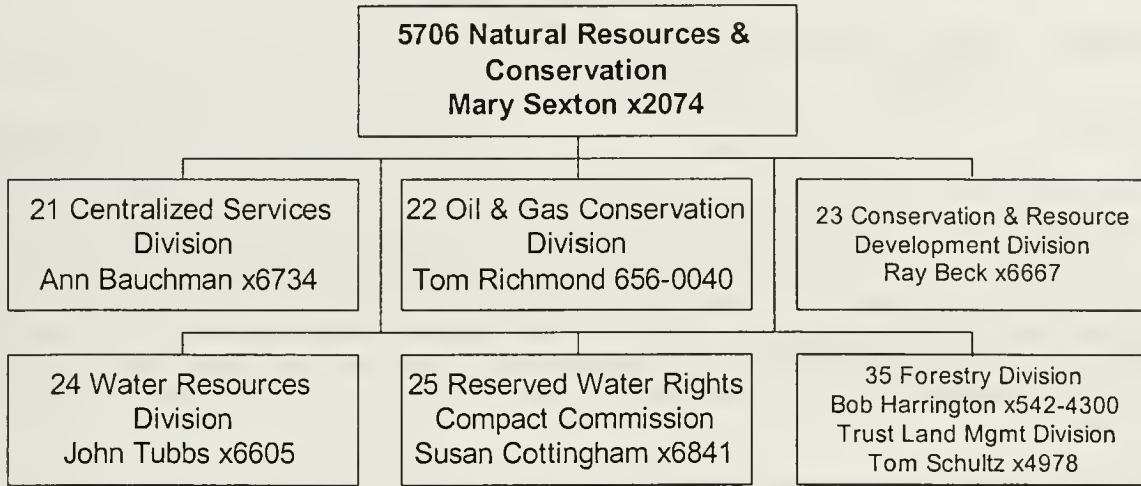 5706 Natural Resources &
Conservation
Mary Sexton x2074
21 Centralized Services
Division
Ann Bauchman x6734
22 Oil & Gas Conservation
Division
Tom Richmond 656-0040
23 Conservation & Resource
Development Division
Ray Beck x6667
24 Water Resources
Division
John Tubbs x6605
25 Reserved Water Rights
Compact Commission
Susan Cottingham x6841
35 Forestry Division
Bob Harrington x542-4300
Trust Land Mgmt Division
Tom Schultz x4978